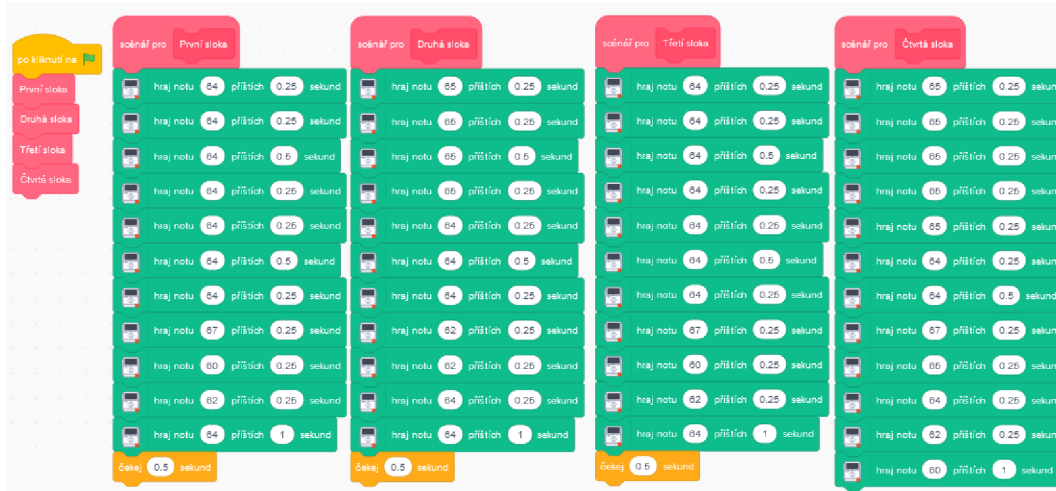 po kliknutí na
První sloka
Druhá sloka
Třetí sloka
Čtvrtá sloka
scénář pro První sloka
hraj notu 64 příštích 0.25 sekund
hraj notu 64 příštích 0.25 sekund
hraj notu 64 příštích 0.5 sekund
hraj notu 64 příštích 0.25 sekund
hraj notu 64 příštích 0.25 sekund
hraj notu 64 příštích 0.5 sekund
hraj notu 64 příštích 0.25 sekund
hraj notu 67 příštích 0.25 sekund
hraj notu 60 příštích 0.25 sekund
hraj notu 62 příštích 0.25 sekund
hraj notu 64 příštích 1 sekund
čekej 0.5 sekund
scénář pro Druhá sloka
hraj notu 65 příštích 0.25 sekund
hraj notu 65 příštích 0.25 sekund
hraj notu 65 příštích 0.5 sekund
hraj notu 65 příštích 0.25 sekund
hraj notu 64 příštích 0.25 sekund
hraj notu 64 příštích 0.5 sekund
hraj notu 64 příštích 0.25 sekund
hraj notu 62 příštích 0.25 sekund
hraj notu 62 příštích 0.25 sekund
hraj notu 64 příštích 0.25 sekund
hraj notu 64 příštích 1 sekund
čekej 0.5 sekund
scénář pro Třetí sloka
hraj notu 64 příštích 0.25 sekund
hraj notu 64 příštích 0.25 sekund
hraj notu 64 příštích 0.5 sekund
hraj notu 64 příštích 0.25 sekund
hraj notu 64 příštích 0.25 sekund
hraj notu 64 příštích 0.5 sekund
hraj notu 64 příštích 0.25 sekund
hraj notu 67 příštích 0.25 sekund
hraj notu 60 příštích 0.25 sekund
hraj notu 62 příštích 0.25 sekund
hraj notu 64 příštích 1 sekund
čekej 0.5 sekund
scénář pro Čtvrtá sloka
hraj notu 65 příštích 0.25 sekun
hraj notu 65 příštích 0.25 sekun
hraj notu 65 příštích 0.25 sekun
hraj notu 65 příštích 0.25 sekun
hraj notu 65 příštích 0.25 sekun
hraj notu 64 příštích 0.25 sekun
hraj notu 64 příštích 0.5 sekund
hraj notu 67 příštích 0.25 sekun
hraj notu 65 příštích 0.25 sekun
hraj notu 64 příštích 0.25 sekun
hraj notu 62 příštích 0.25 sekun
hraj notu 60 příštích 1 sekund